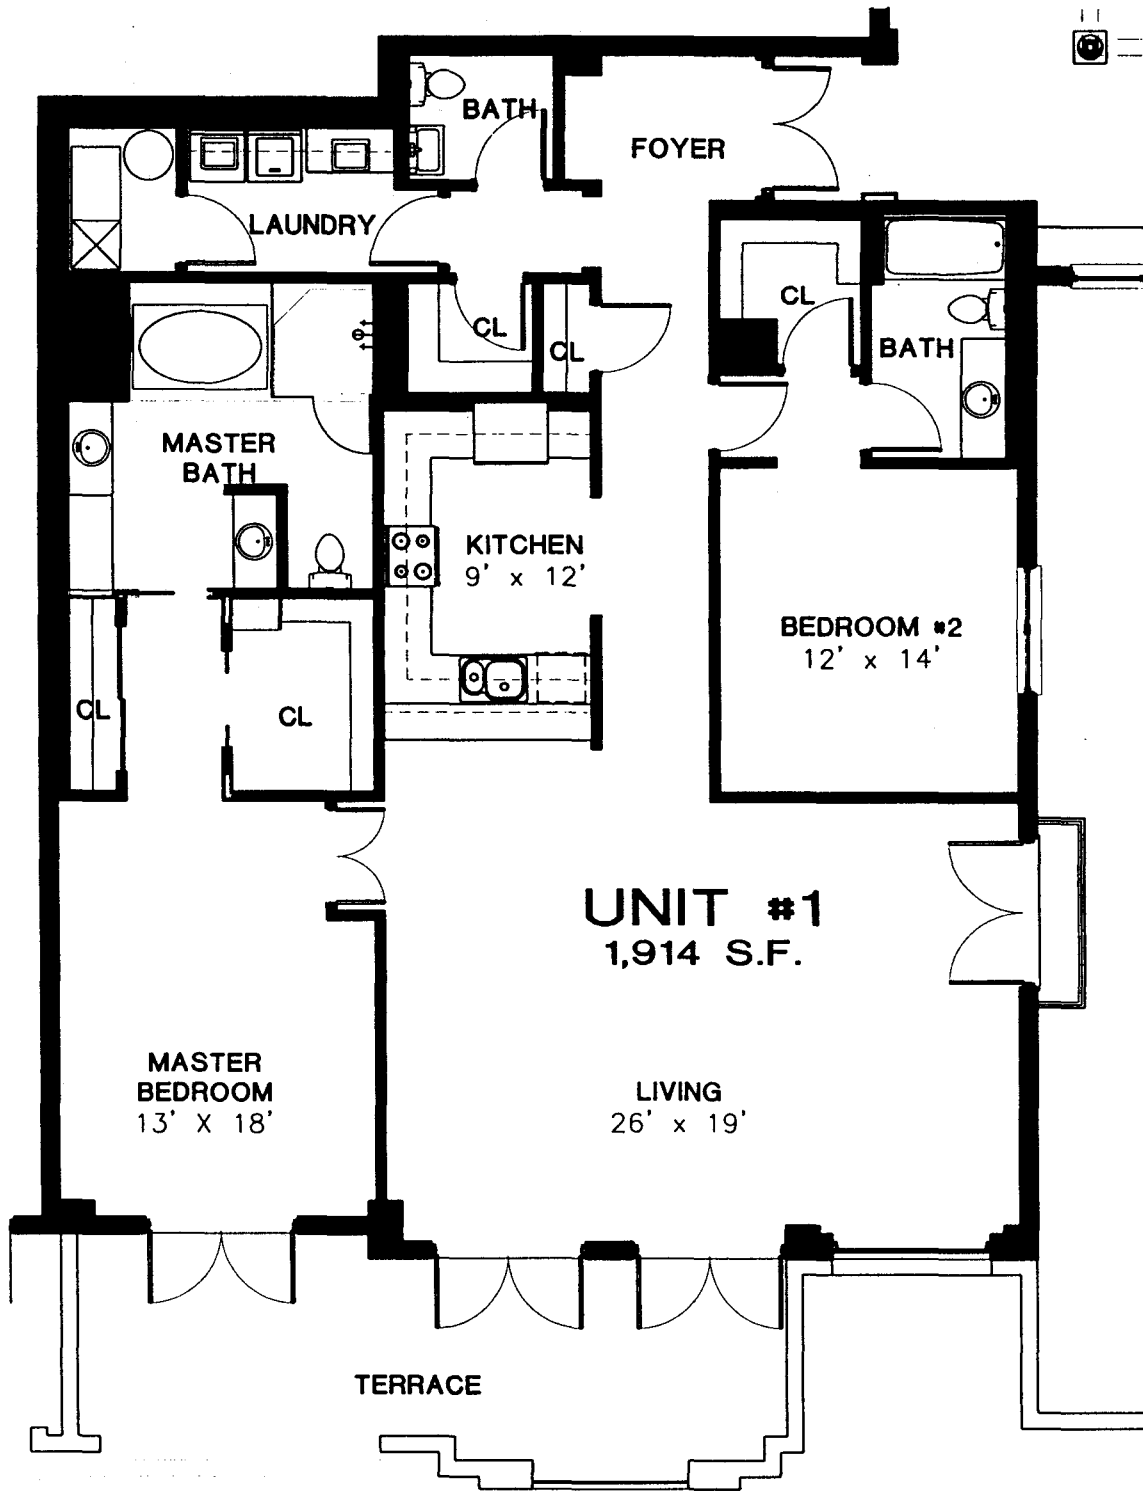 BATH
FOYER
LAUNDRY
CL
CL
CL
BATH
MASTER
BATH
KITCHEN
9' x 12'
BEDROOM #2
12' x 14'
CL
CL
UNIT #1
1,914 S.F.
MASTER
BEDROOM
13' X 18'
LIVING
26' x 19'
TERRACE